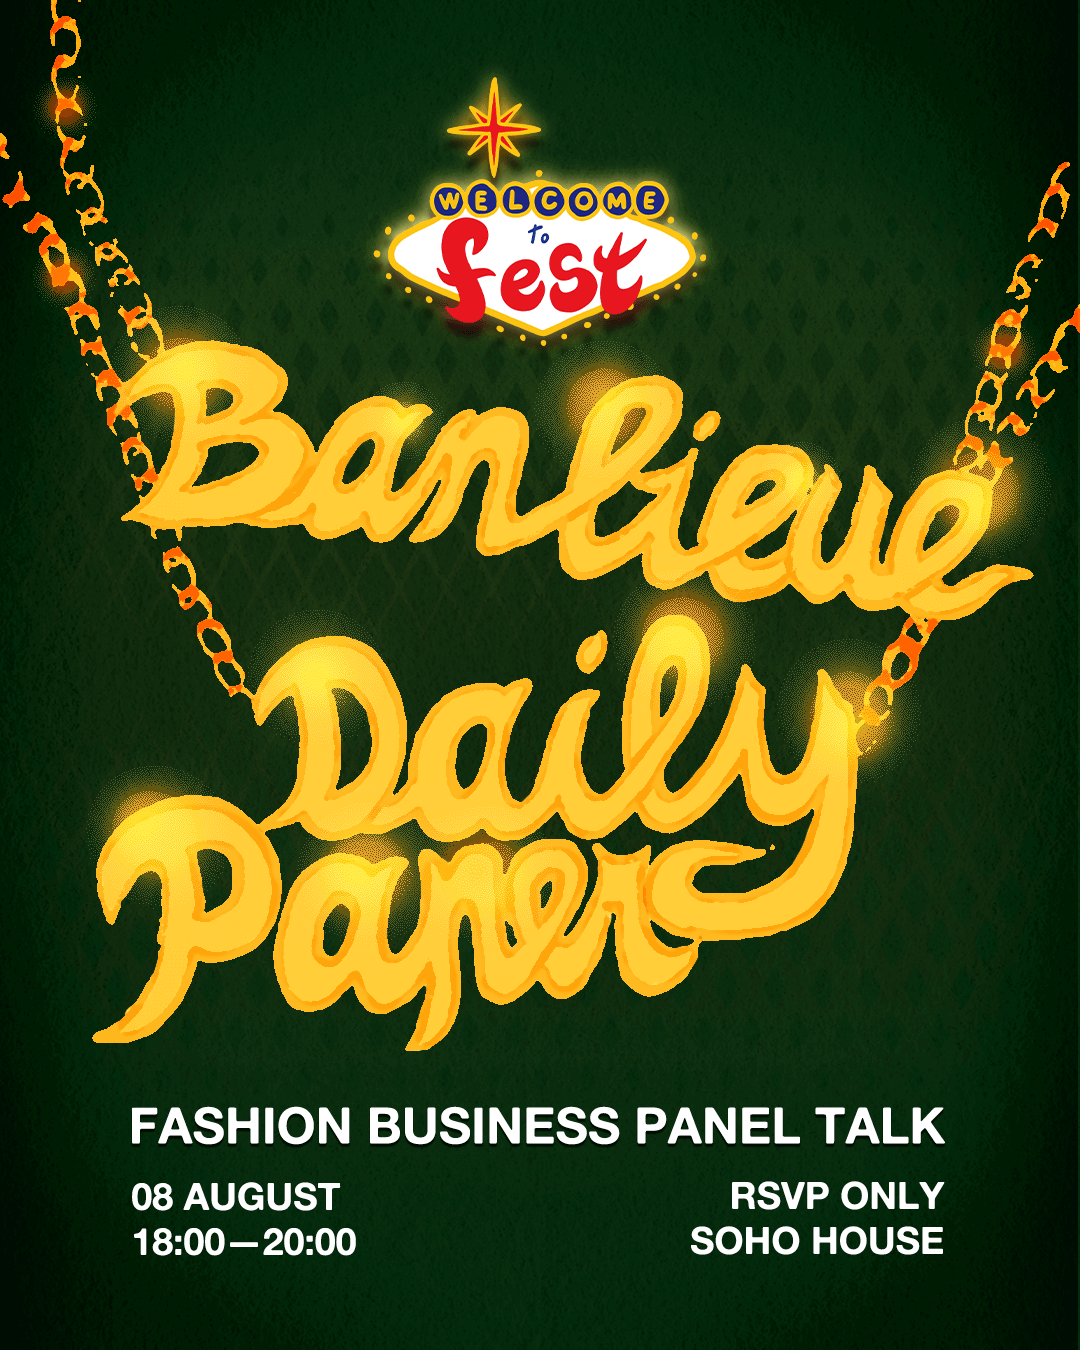 WELCOME
to
fest
Banlieue
Daily
Paper
FASHION BUSINESS PANEL TALK
08 AUGUST
18:00—20:00
RSVP ONLY
SOHO HOUSE